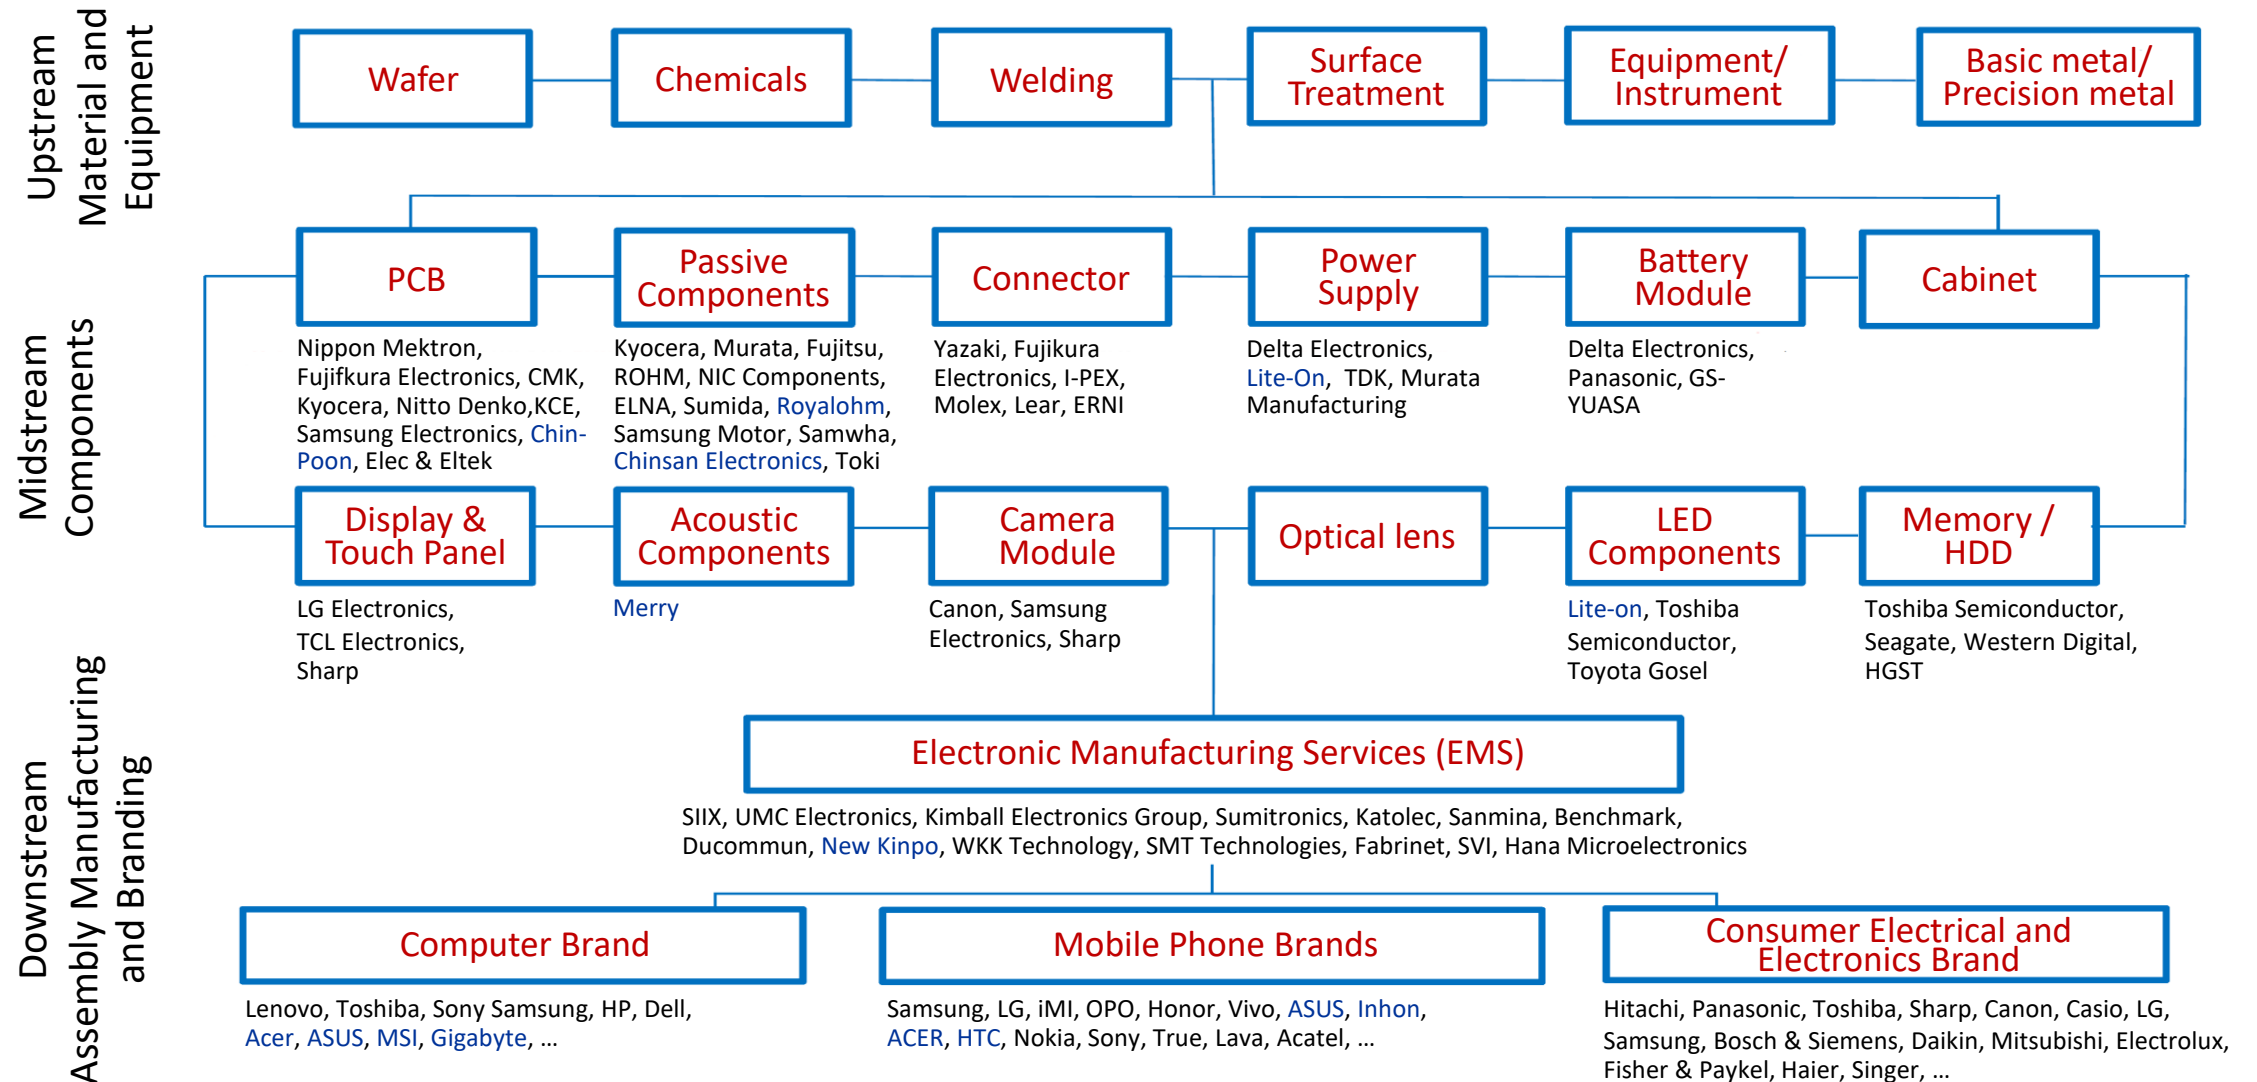 Upstream
Material and
Equipment
Wafer
Chemicals
Welding
Surface
Treatment
Equipment/
Instrument
Basic metal/
Precision metal
Midstream
Components
PCB
Nippon Mektron,
Fujifkura Electronics, CMK,
Kyocera, Nitto Denko,KCE,
Samsung Electronics, Chin-
Poon, Elec & Eltek
Passive
Components
Kyocera, Murata, Fujitsu,
ROHM, NIC Components,
ELNA, Sumida, Royalohm,
Samsung Motor, Samwha,
Chinsan Electronics, Toki
Connector
Yazaki, Fujikura
Electronics, I-PEX,
Molex, Lear, ERNI
Power
Supply
Delta Electronics,
Lite-On, TDK, Murata
Manufacturing
Battery
Module
Delta Electronics,
Panasonic, GS-
YUASA
Cabinet
Display &
Touch Panel
LG Electronics,
TCL Electronics,
Sharp
Acoustic
Components
Merry
Camera
Module
Canon, Samsung
Electronics, Sharp
Optical lens
LED
Components
Lite-on, Toshiba
Semiconductor,
Toyota Gosel
Memory /
HDD
Toshiba Semiconductor,
Seagate, Western Digital,
HGST
Downstream
Assembly Manufacturing
and Branding
Electronic Manufacturing Services (EMS)
SIIX, UMC Electronics, Kimball Electronics Group, Sumitronics, Katolec, Sanmina, Benchmark,
Ducommun, New Kinpo, WKK Technology, SMT Technologies, Fabrinet, SVI, Hana Microelectronics
Computer Brand
Lenovo, Toshiba, Sony Samsung, HP, Dell,
Acer, ASUS, MSI, Gigabyte, ...
Mobile Phone Brands
Samsung, LG, iMI, OPO, Honor, Vivo, ASUS, Inhon,
ACER, HTC, Nokia, Sony, True, Lava, Acatel, ...
Consumer Electrical and
Electronics Brand
Hitachi, Panasonic, Toshiba, Sharp, Canon, Casio, LG,
Samsung, Bosch & Siemens, Daikin, Mitsubishi, Electrolux,
Fisher & Paykel, Haier, Singer, ...